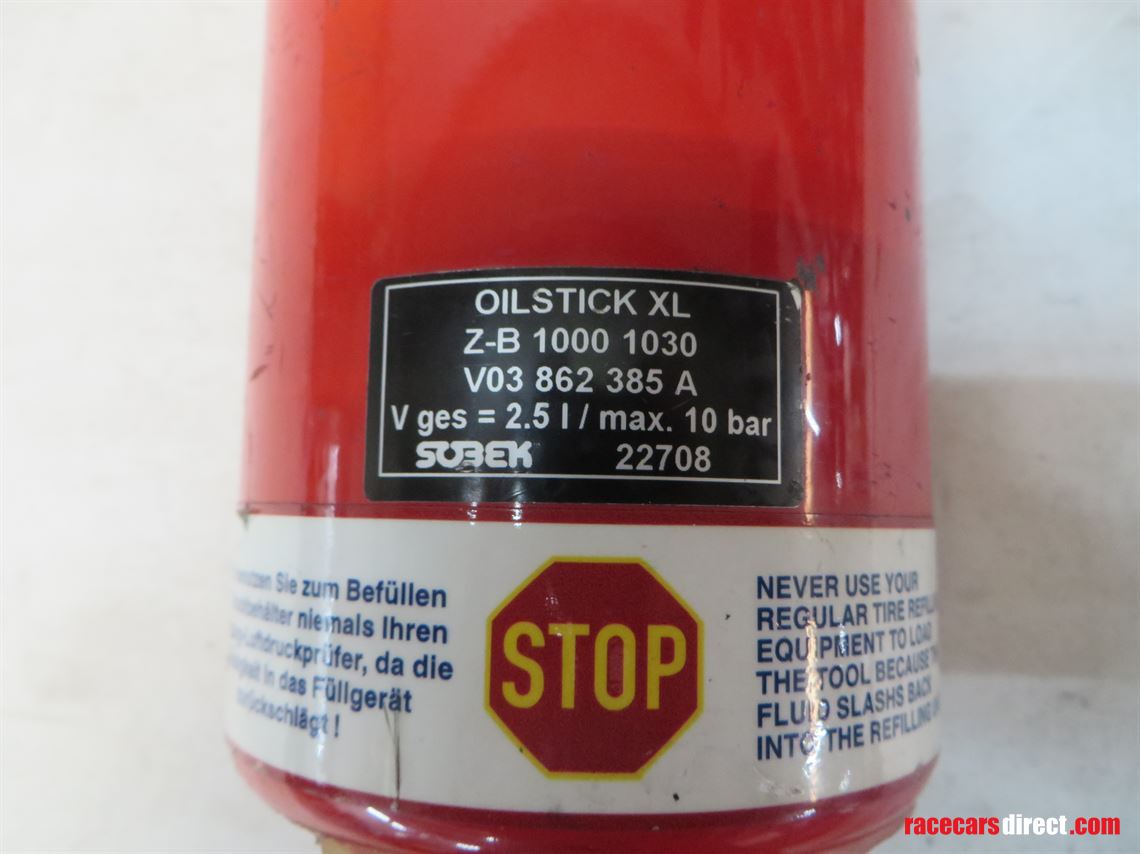 OILSTICK XL
Z-B 1000 1030
V03 862 385 A
V ges = 2.5 l / max. 10 bar
SOBEK 22708
Sie zum Befüllen
niemals Ihren
da die
in das Füllgerät
!
STOP
NEVER USE YOUR
REGULAR TIRE
EQUIPMENT TO LOAD
THE TOOL BECAUSE
FLUID SLASHS BACK
INTO THE REFILLING
racecarsdirect.com